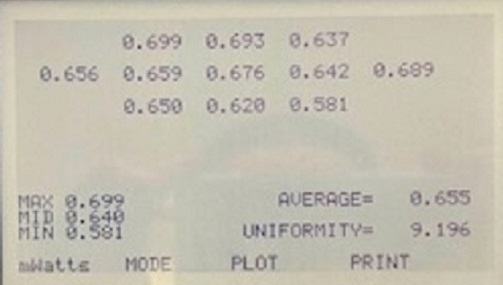 0.699 0.693 0.637
0.656 0.659 0.676 0.642 0.689
0.650 0.620 0.581
MAX 0.699
MID 0.640
MIN 0.581
AVERAGE= 0.655
UNIFORMITY= 9.196
mWatts MODE PLOT PRINT